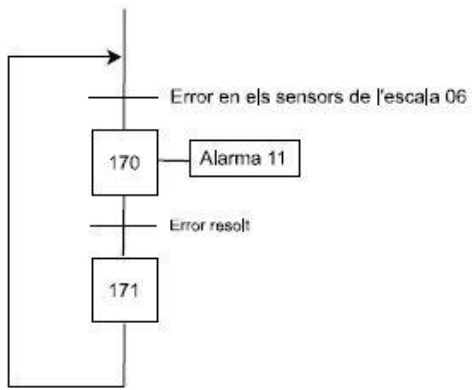 Error en els sensors de l'escala 06
170
Alarma 11
Error resolt
171